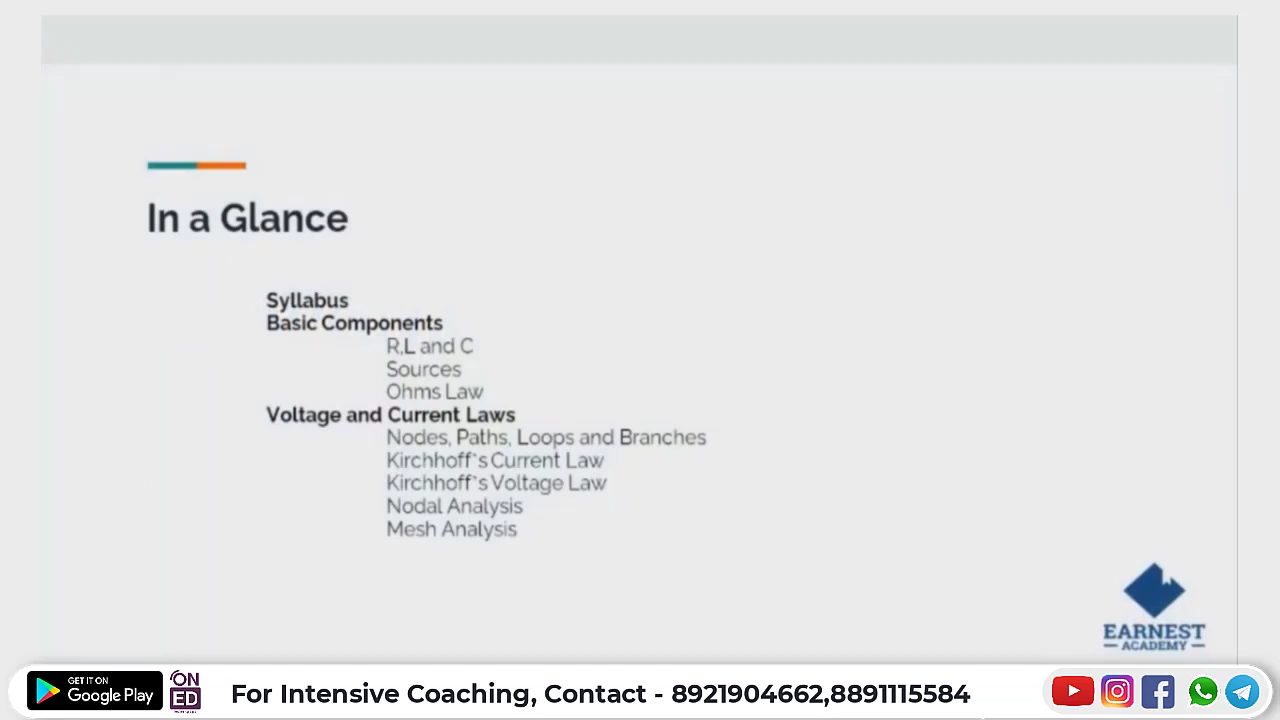 In a Glance
Syllabus
Basic Components
R,L and C
Sources
Ohms Law
Voltage and Current Laws
Nodes, Paths, Loops and Branches
Kirchhoff"s Current Law
Kirchhoff"s Voltage Law
Nodal Analysis
Mesh Analysis
EARNEST
ACADEMY
GET IT ON
Google Play
ON
ED
For Intensive Coaching, Contact - 8921904662,8891115584